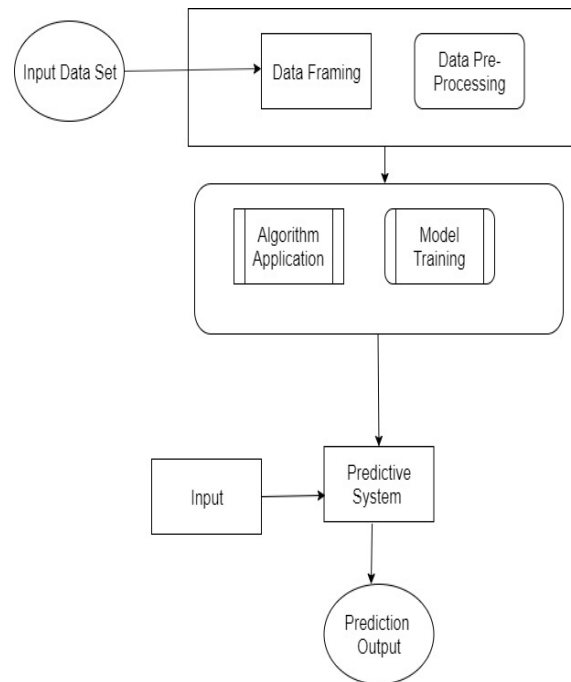 Input Data Set
Data Framing
Data Pre-
Processing
Algorithm
Application
Model
Training
Input
Predictive
System
Prediction
Output